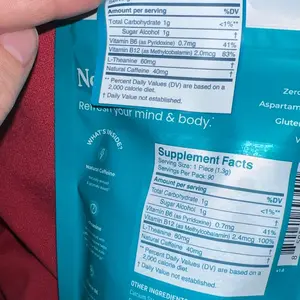 Amount per serving %DV
Total Carbohydrate 1g <1%**
Sugar Alcohol 1g †
Vitamin B6 (as Pyridoxine) 0.7mg 41%
Vitamin B12 (as Methylcobalamin) 2.0mcg 83%
L-Theanine 60mg †
Natural Caffeine 40mg †
** Percent Daily Values (DV) are based on a
2,000 calorie diet.
† Daily Value not established.
Refresh your mind & body.
Zero
Aspartame
Gluten
WHAT'S INSIDE?
Natural Caffeine
Supplement Facts
Serving Size: 1 Piece (1.3g)
Servings Per Pack: 90
Amount per serving %DV
Total Carbohydrate 1g <1%**
Sugar Alcohol 1g †
Vitamin B6 (as Pyridoxine) 0.7mg 41%
Vitamin B12 (as Methylcobalamin) 2.4mcg 100%
L-Theanine 60mg †
Natural Caffeine 40mg †
** Percent Daily Values (DV) are based on a
2,000 calorie diet.
† Daily Value not established.
OTHER INGREDIENTS